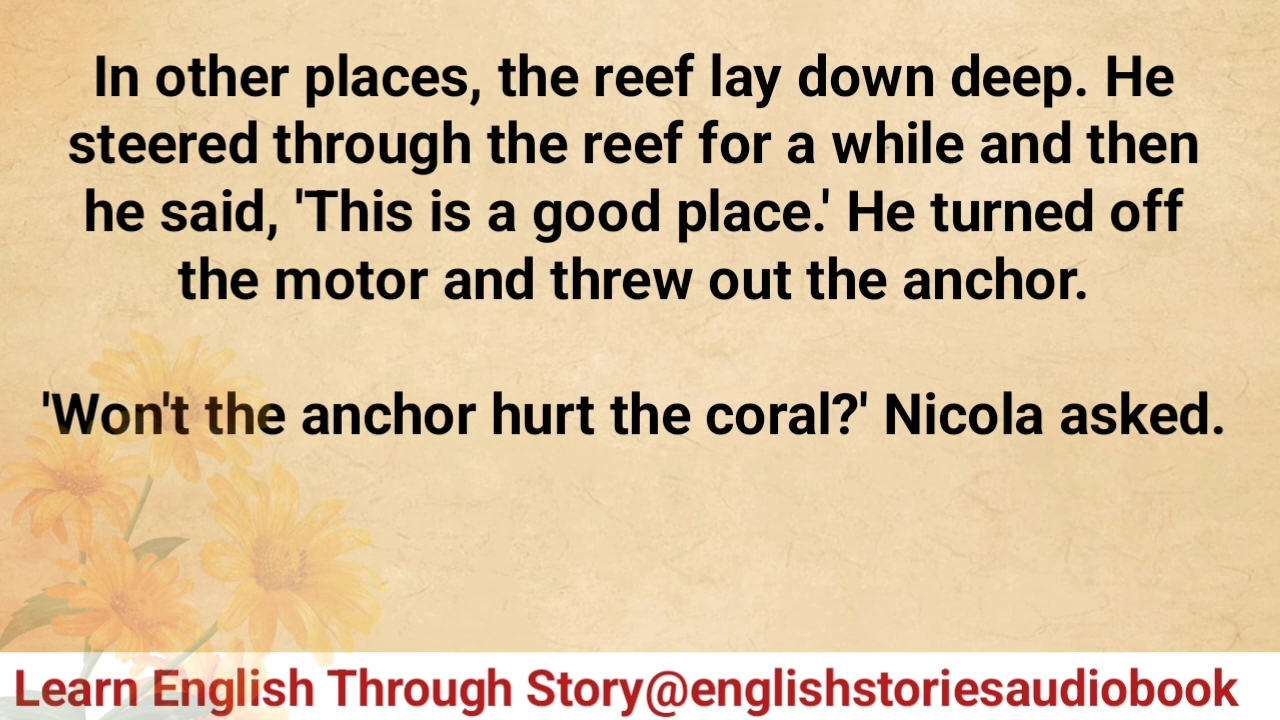 In other places, the reef lay down deep. He
steered through the reef for a while and then
he said, 'This is a good place.' He turned off
the motor and threw out the anchor.
'Won't the anchor hurt the coral?' Nicola asked.
Learn English Through Story@englishstoriesaudiobook